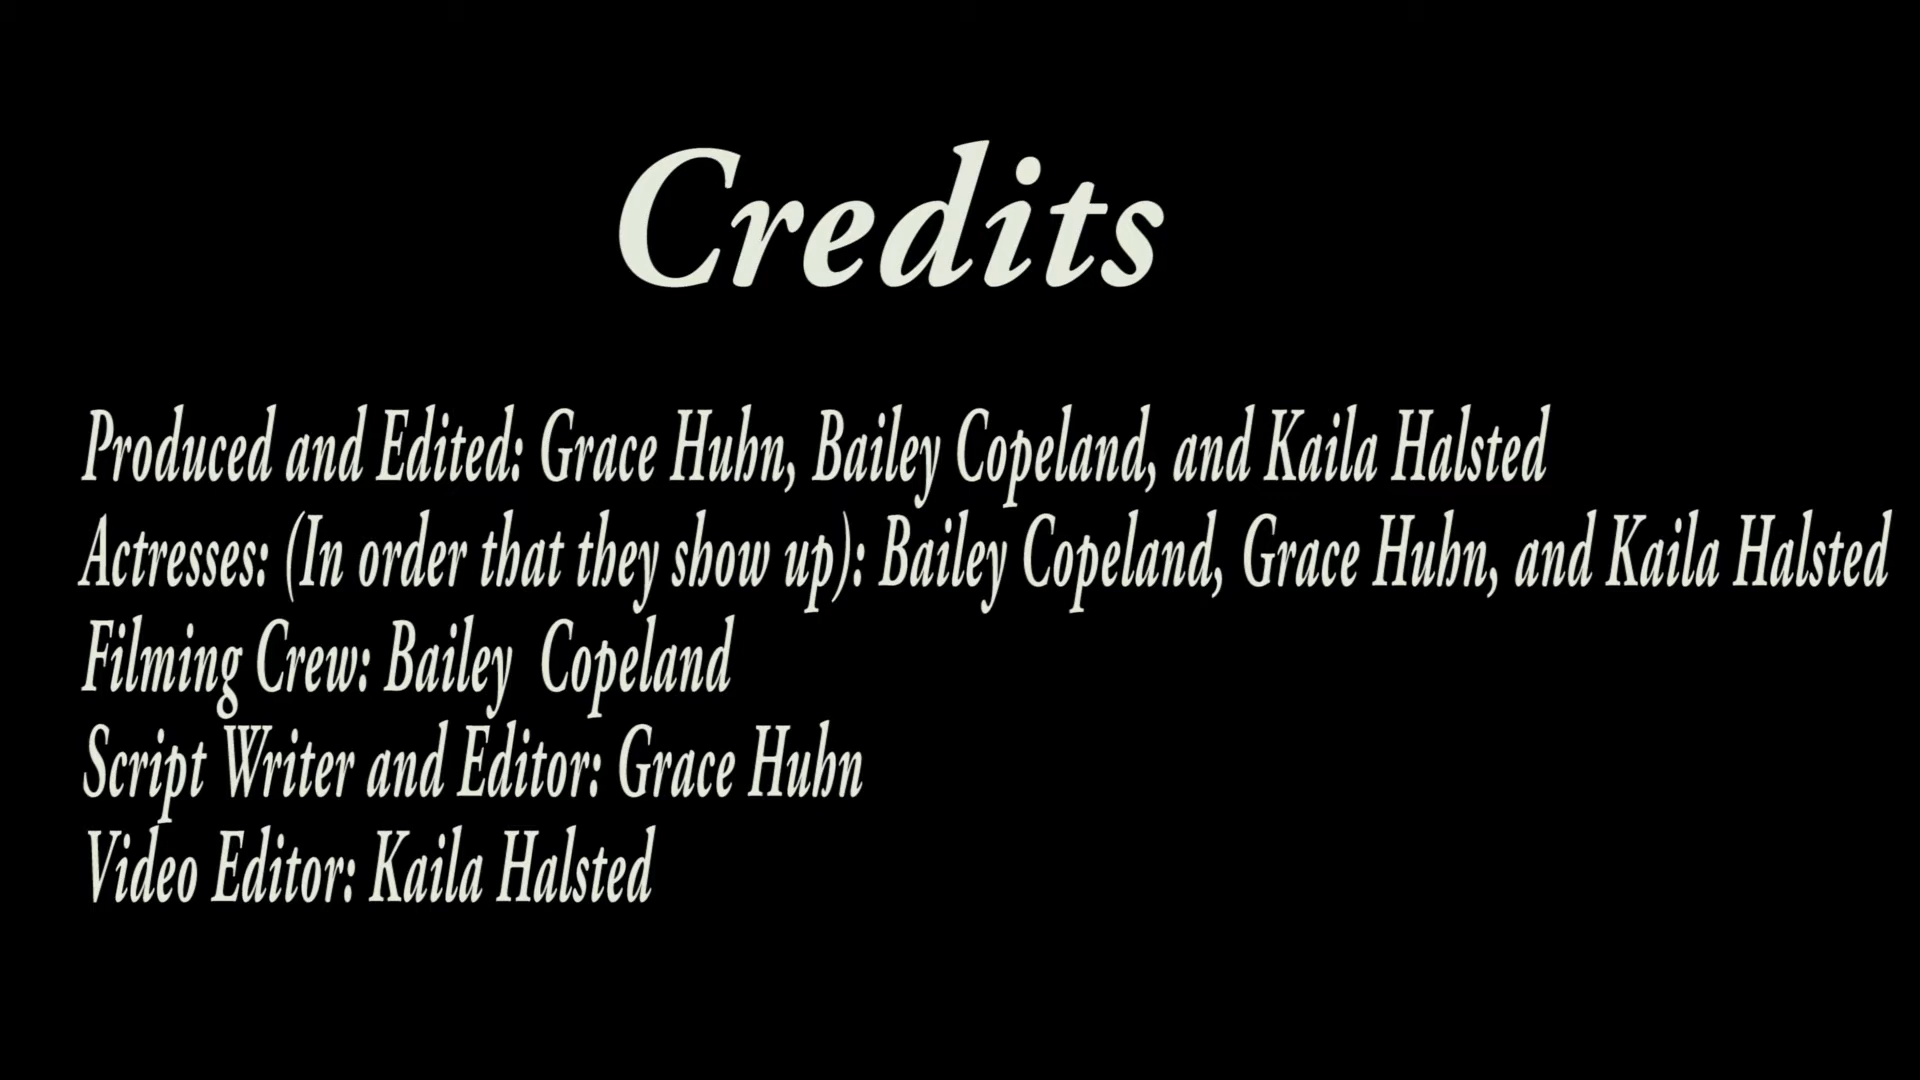 Credits
Produced and Edited: Grace Huhn, Bailey Copeland, and Kaila Halsted
Actresses: (In order that they show up): Bailey Copeland, Grace Huhn, and Kaila Halsted
Filming Crew: Bailey  Copeland
Script Writer and Editor: Grace Huhn
Video Editor: Kaila Halsted